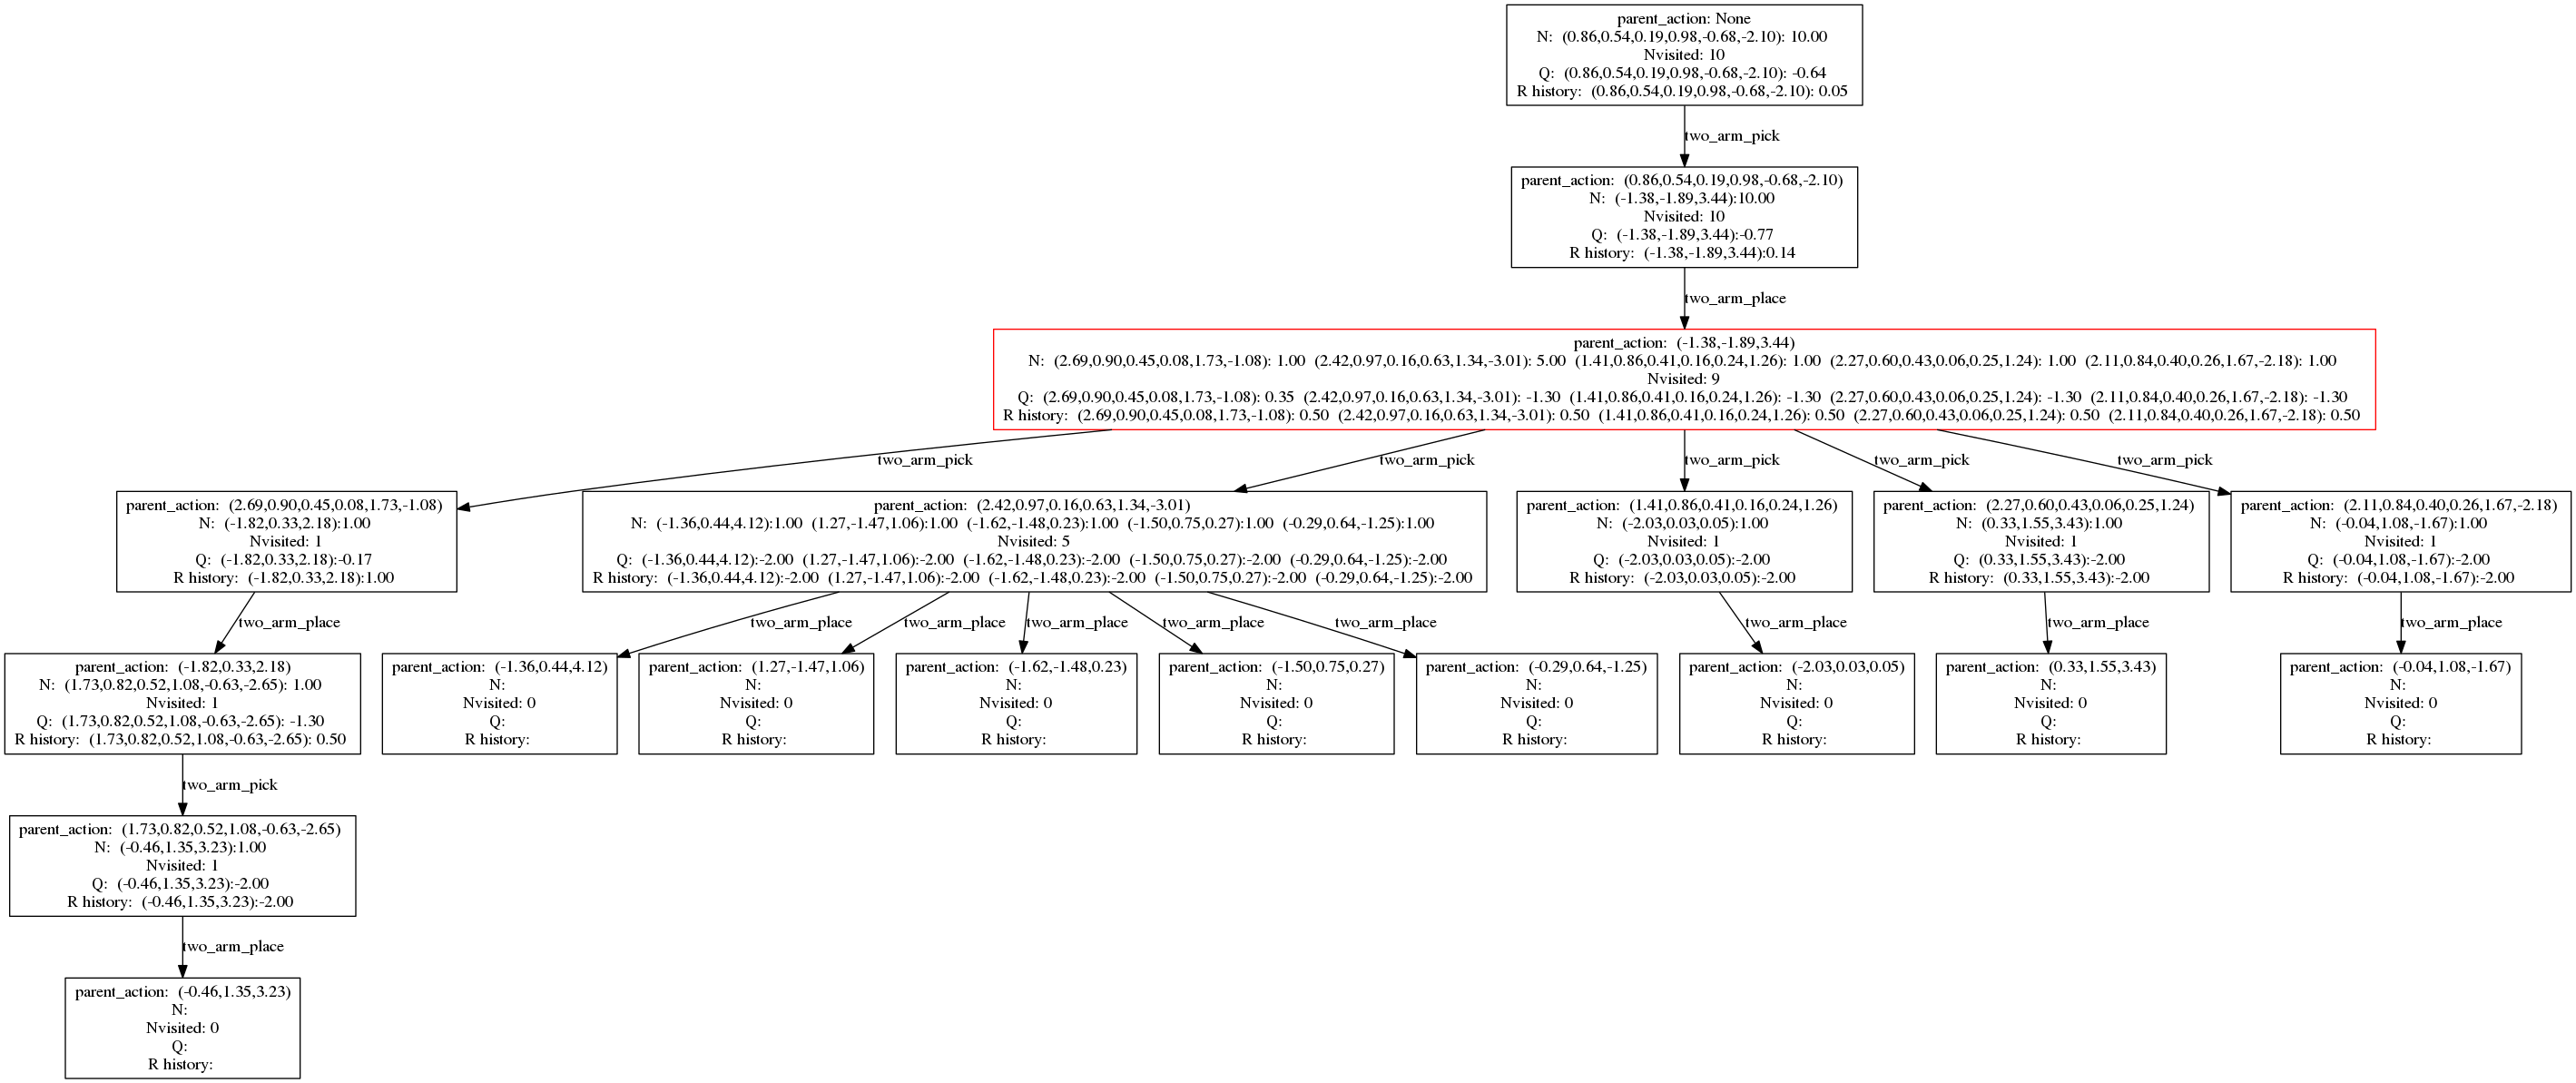 parent_action: None
N: (0.86,0.54,0.19,0.98,-0.68,-2.10): 10.00
Nvisited: 10
Q: (0.86,0.54,0.19,0.98,-0.68,-2.10): -0.64
R history: (0.86,0.54,0.19,0.98,-0.68,-2.10): 0.05
two_arm_pick
parent_action: (0.86,0.54,0.19,0.98,-0.68,-2.10)
N: (-1.38,-1.89,3.44):10.00
Nvisited: 10
Q: (-1.38,-1.89,3.44):-0.77
R history: (-1.38,-1.89,3.44):0.14
two_arm_place
parent_action: (-1.38,-1.89,3.44)
N: (2.69,0.90,0.45,0.08,1.73,-1.08): 1.00 (2.42,0.97,0.16,0.63,1.34,-3.01): 5.00 (1.41,0.86,0.41,0.16,0.24,1.26): 1.00 (2.27,0.60,0.43,0.06,0.25,1.24): 1.00 (2.11,0.84,0.40,0.26,1.67,-2.18): 1.00
Nvisited: 9
Q: (2.69,0.90,0.45,0.08,1.73,-1.08): 0.35 (2.42,0.97,0.16,0.63,1.34,-3.01): -1.30 (1.41,0.86,0.41,0.16,0.24,1.26): -1.30 (2.27,0.60,0.43,0.06,0.25,1.24): -1.30 (2.11,0.84,0.40,0.26,1.67,-2.18): -1.30
R history: (2.69,0.90,0.45,0.08,1.73,-1.08): 0.50 (2.42,0.97,0.16,0.63,1.34,-3.01): 0.50 (1.41,0.86,0.41,0.16,0.24,1.26): 0.50 (2.27,0.60,0.43,0.06,0.25,1.24): 0.50 (2.11,0.84,0.40,0.26,1.67,-2.18): 0.50
two_arm_pick
two_arm_pick
two_arm_pick
two_arm_pick
two_arm_pick
parent_action: (2.69,0.90,0.45,0.08,1.73,-1.08)
N: (-1.82,0.33,2.18):1.00
Nvisited: 1
Q: (-1.82,0.33,2.18):-0.17
R history: (-1.82,0.33,2.18):1.00
parent_action: (2.42,0.97,0.16,0.63,1.34,-3.01)
N: (-1.36,0.44,4.12):1.00 (1.27,-1.47,1.06):1.00 (-1.62,-1.48,0.23):1.00 (-1.50,0.75,0.27):1.00 (-0.29,0.64,-1.25):1.00
Nvisited: 5
Q: (-1.36,0.44,4.12):-2.00 (1.27,-1.47,1.06):-2.00 (-1.62,-1.48,0.23):-2.00 (-1.50,0.75,0.27):-2.00 (-0.29,0.64,-1.25):-2.00
R history: (-1.36,0.44,4.12):-2.00 (1.27,-1.47,1.06):-2.00 (-1.62,-1.48,0.23):-2.00 (-1.50,0.75,0.27):-2.00 (-0.29,0.64,-1.25):-2.00
parent_action: (1.41,0.86,0.41,0.16,0.24,1.26)
N: (-2.03,0.03,0.05):1.00
Nvisited: 1
Q: (-2.03,0.03,0.05):-2.00
R history: (-2.03,0.03,0.05):-2.00
parent_action: (2.27,0.60,0.43,0.06,0.25,1.24)
N: (0.33,1.55,3.43):1.00
Nvisited: 1
Q: (0.33,1.55,3.43):-2.00
R history: (0.33,1.55,3.43):-2.00
parent_action: (2.11,0.84,0.40,0.26,1.67,-2.18)
N: (-0.04,1.08,-1.67):1.00
Nvisited: 1
Q: (-0.04,1.08,-1.67):-2.00
R history: (-0.04,1.08,-1.67):-2.00
two_arm_place
two_arm_place
two_arm_place
two_arm_place
two_arm_place
two_arm_place
two_arm_place
two_arm_place
two_arm_place
parent_action: (-1.82,0.33,2.18)
N: (1.73,0.82,0.52,1.08,-0.63,-2.65): 1.00
Nvisited: 1
Q: (1.73,0.82,0.52,1.08,-0.63,-2.65): -1.30
R history: (1.73,0.82,0.52,1.08,-0.63,-2.65): 0.50
parent_action: (-1.36,0.44,4.12)
N:
Nvisited: 0
Q:
R history:
parent_action: (1.27,-1.47,1.06)
N:
Nvisited: 0
Q:
R history:
parent_action: (-1.62,-1.48,0.23)
N:
Nvisited: 0
Q:
R history:
parent_action: (-1.50,0.75,0.27)
N:
Nvisited: 0
Q:
R history:
parent_action: (-0.29,0.64,-1.25)
N:
Nvisited: 0
Q:
R history:
parent_action: (-2.03,0.03,0.05)
N:
Nvisited: 0
Q:
R history:
parent_action: (0.33,1.55,3.43)
N:
Nvisited: 0
Q:
R history:
parent_action: (-0.04,1.08,-1.67)
N:
Nvisited: 0
Q:
R history:
two_arm_pick
parent_action: (1.73,0.82,0.52,1.08,-0.63,-2.65)
N: (-0.46,1.35,3.23):1.00
Nvisited: 1
Q: (-0.46,1.35,3.23):-2.00
R history: (-0.46,1.35,3.23):-2.00
two_arm_place
parent_action: (-0.46,1.35,3.23)
N:
Nvisited: 0
Q:
R history: